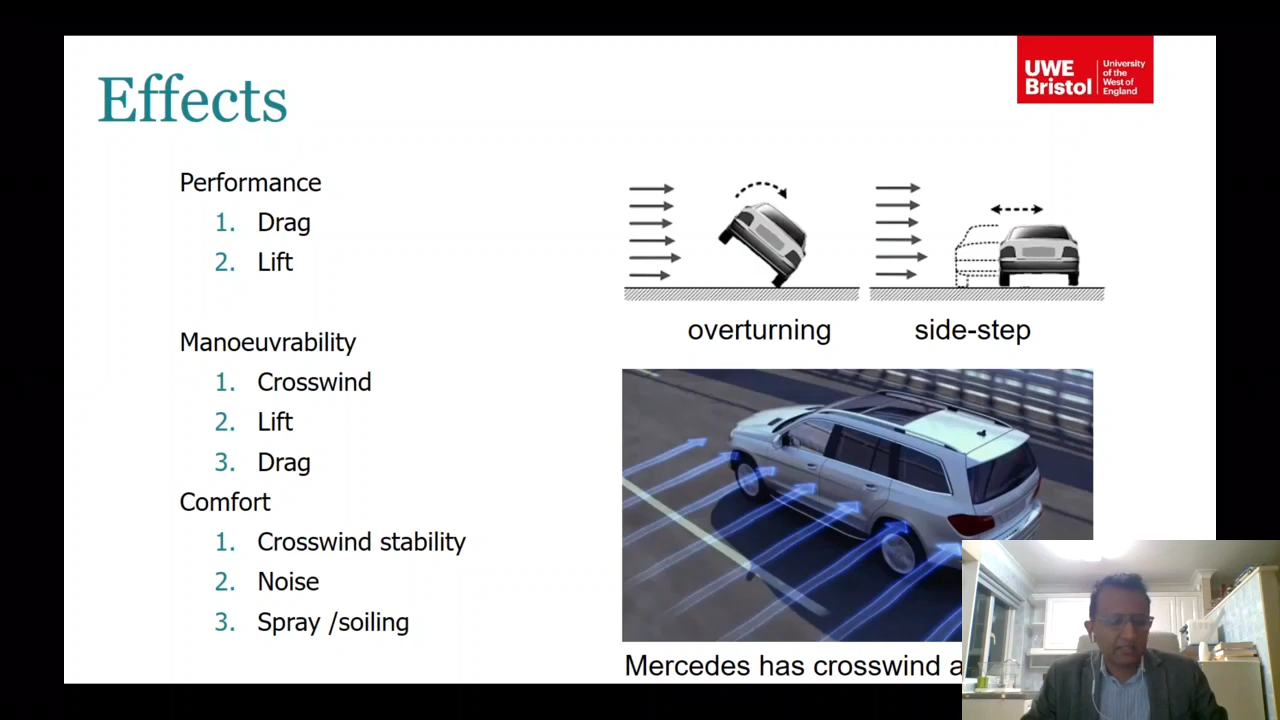 Effects
UWE
Bristol
University
of the
West of
England
Performance
1. Drag
2. Lift
Manoeuvrability
1. Crosswind
2. Lift
3. Drag
Comfort
1. Crosswind stability
2. Noise
3. Spray /soiling
overturning
side-step
Mercedes has crosswind a